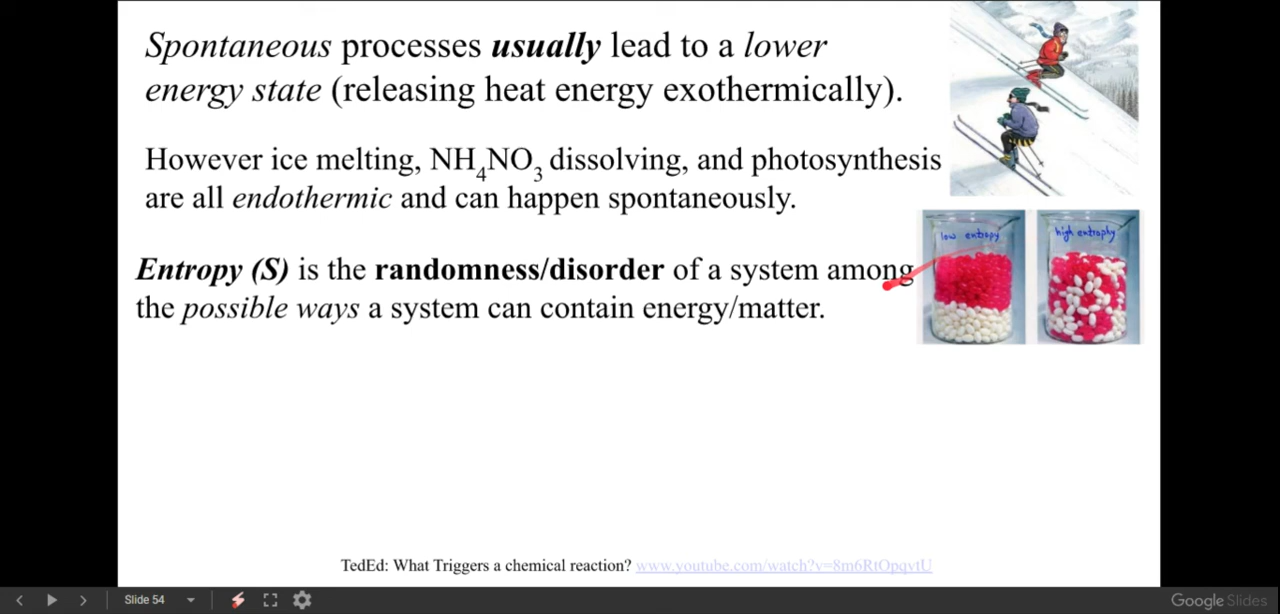 Spontaneous processes usually lead to a lower
energy state (releasing heat energy exothermically).
However ice melting, NH4NO3 dissolving, and photosynthesis
are all endothermic and can happen spontaneously.
low entropy
high entrophy
Entropy (S) is the randomness/disorder of a system among
the possible ways a system can contain energy/matter.
TedEd: What Triggers a chemical reaction? www.youtube.com/watch?v=8m6RtOpqvtU
Slide 54
Google Slides